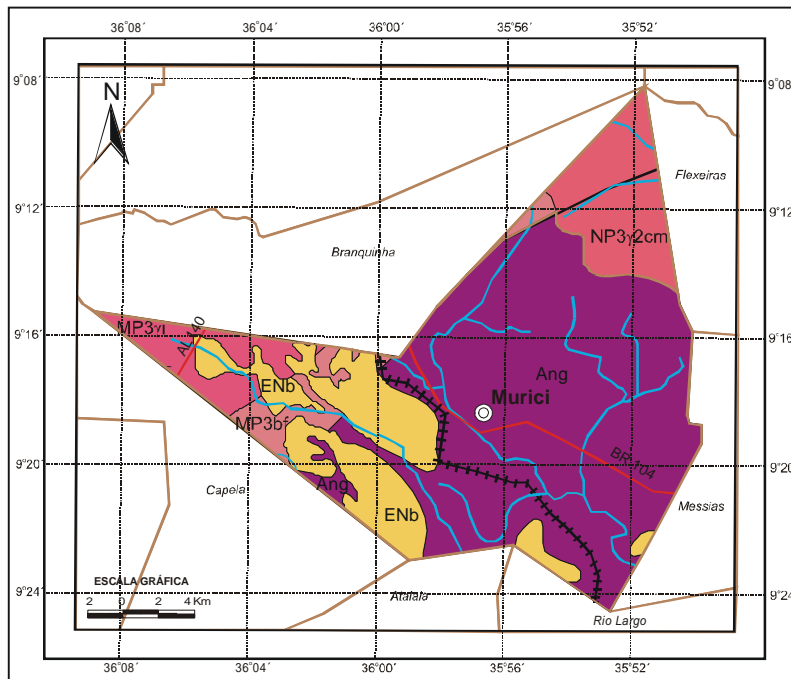 36°08´ 36°04´ 36°00´ 35°56´ 35°52´
9°08´ 9°08´
N
Flexeiras
9°12´ 9°12´
NP3γ2cm
Branquinha
MP3γı
AL-140
9°16´ 9°16´
ENb
Ang
Murici
MP3bf
BR-104
9°20´ 9°20´
Capela
Ang
ENb
Messias
ESCALA GRÁFICA
9°24´ 9°24´
2 0 2 4 Km
Atalaia
Rio Largo
36°08´ 36°04´ 36°00´ 35°56´ 35°52´